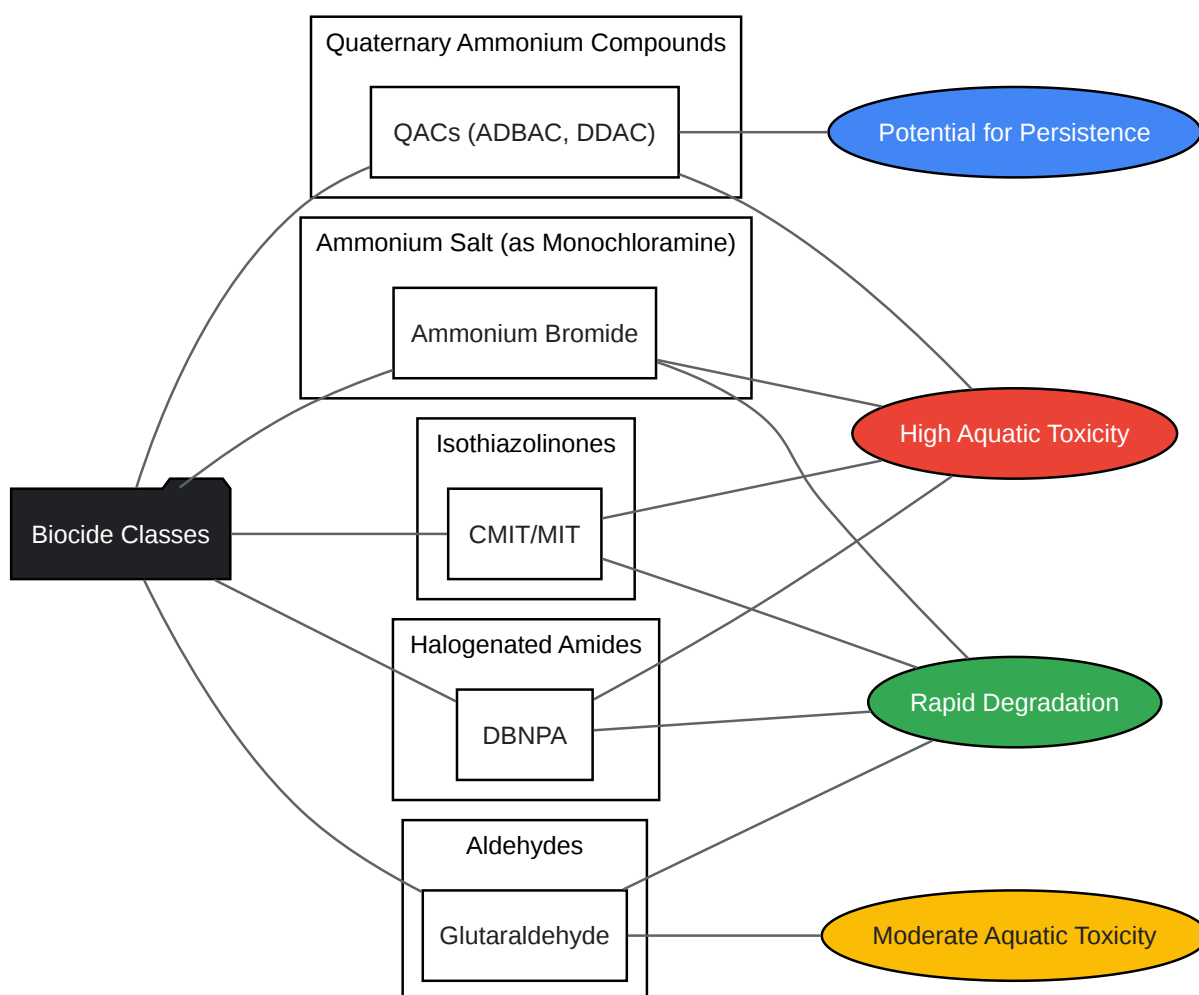 Quaternary Ammonium Compounds
QACs (ADBAC, DDAC)
Potential for Persistence
Ammonium Salt (as Monochloramine)
Ammonium Bromide
High Aquatic Toxicity
Isothiazolinones
Biocide Classes
CMIT/MIT
Halogenated Amides
DBNPA
Rapid Degradation
Aldehydes
Glutaraldehyde
Moderate Aquatic Toxicity